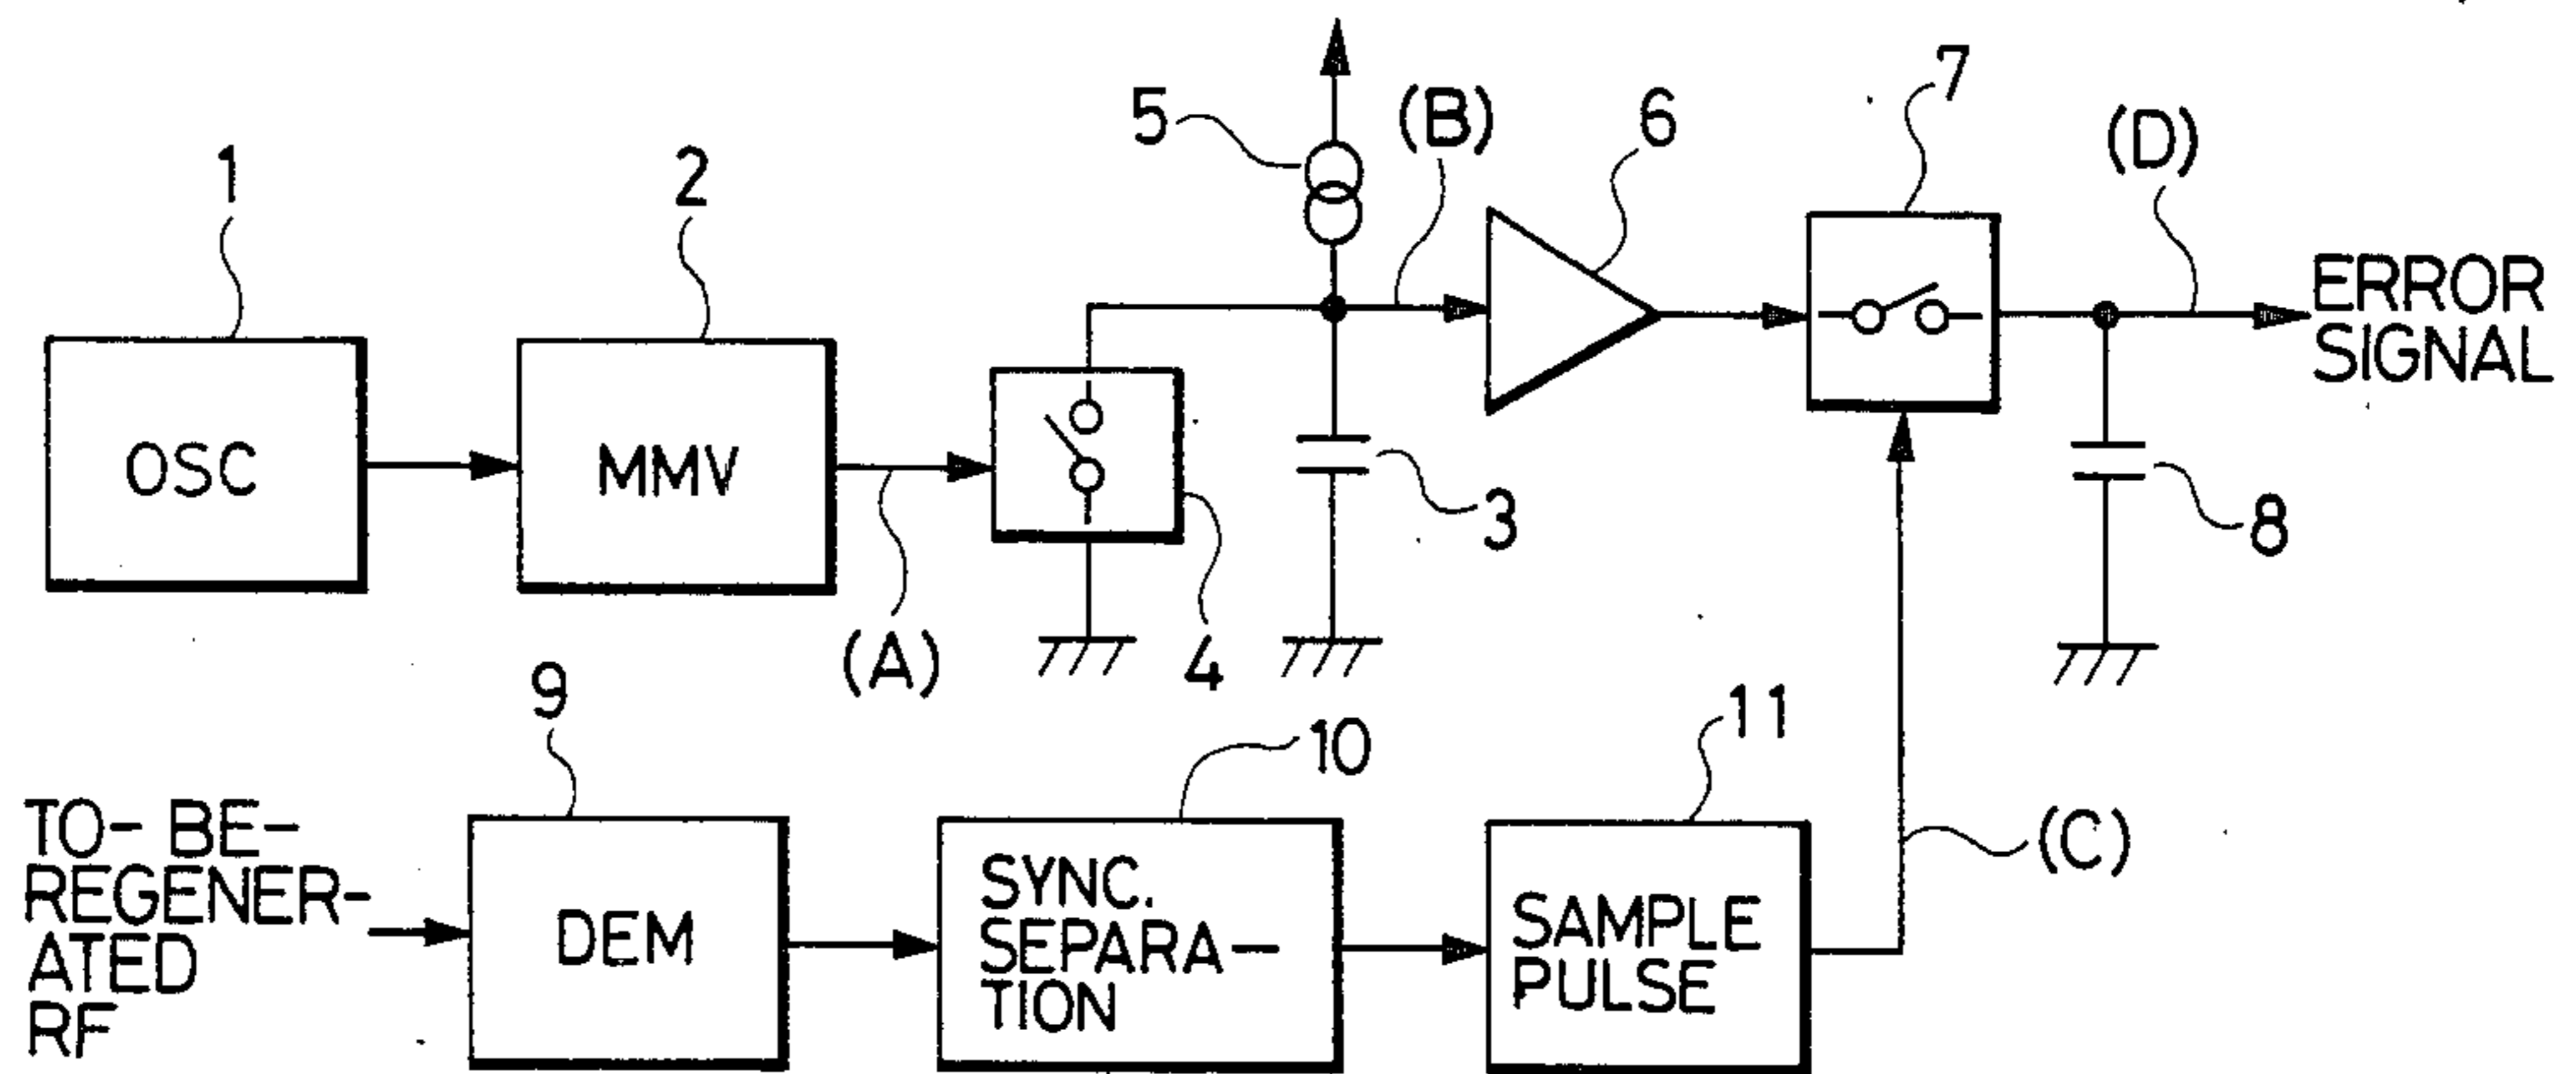 1
2
5
(B)
6
7
(D)
OSC
MMV
(A)
4
3
8
ERROR
SIGNAL
9
10
11
(C)
TO-BE-
REGENER-
ATED
RF
DEM
SYNC.
SEPARA-
TION
SAMPLE
PULSE